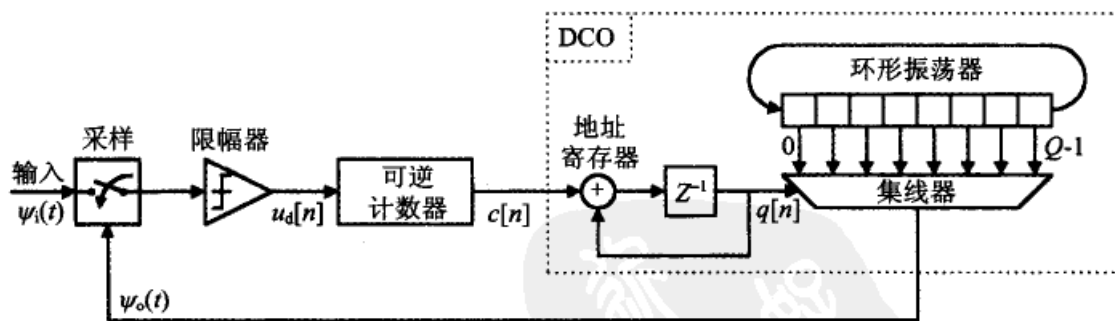 DCO
环形振荡器
0
Q-1
集线器
采样
限幅器
地址
寄存器
输入
ψi(t)
ud[n]
可逆
计数器
c[n]
+
Z⁻¹
q[n]
ψo(t)